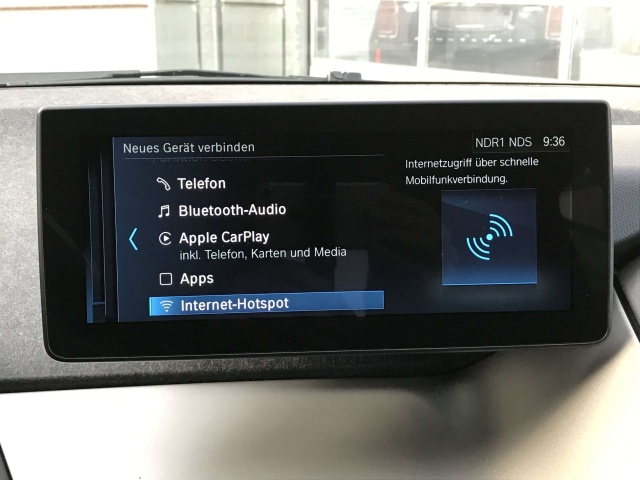 Neues Gerät verbinden
NDR1 NDS 9:36
Telefon
Bluetooth-Audio
Apple CarPlay
inkl. Telefon, Karten und Media
Apps
Internet-Hotspot
Internetzugriff über schnelle
Mobilfunkverbindung.